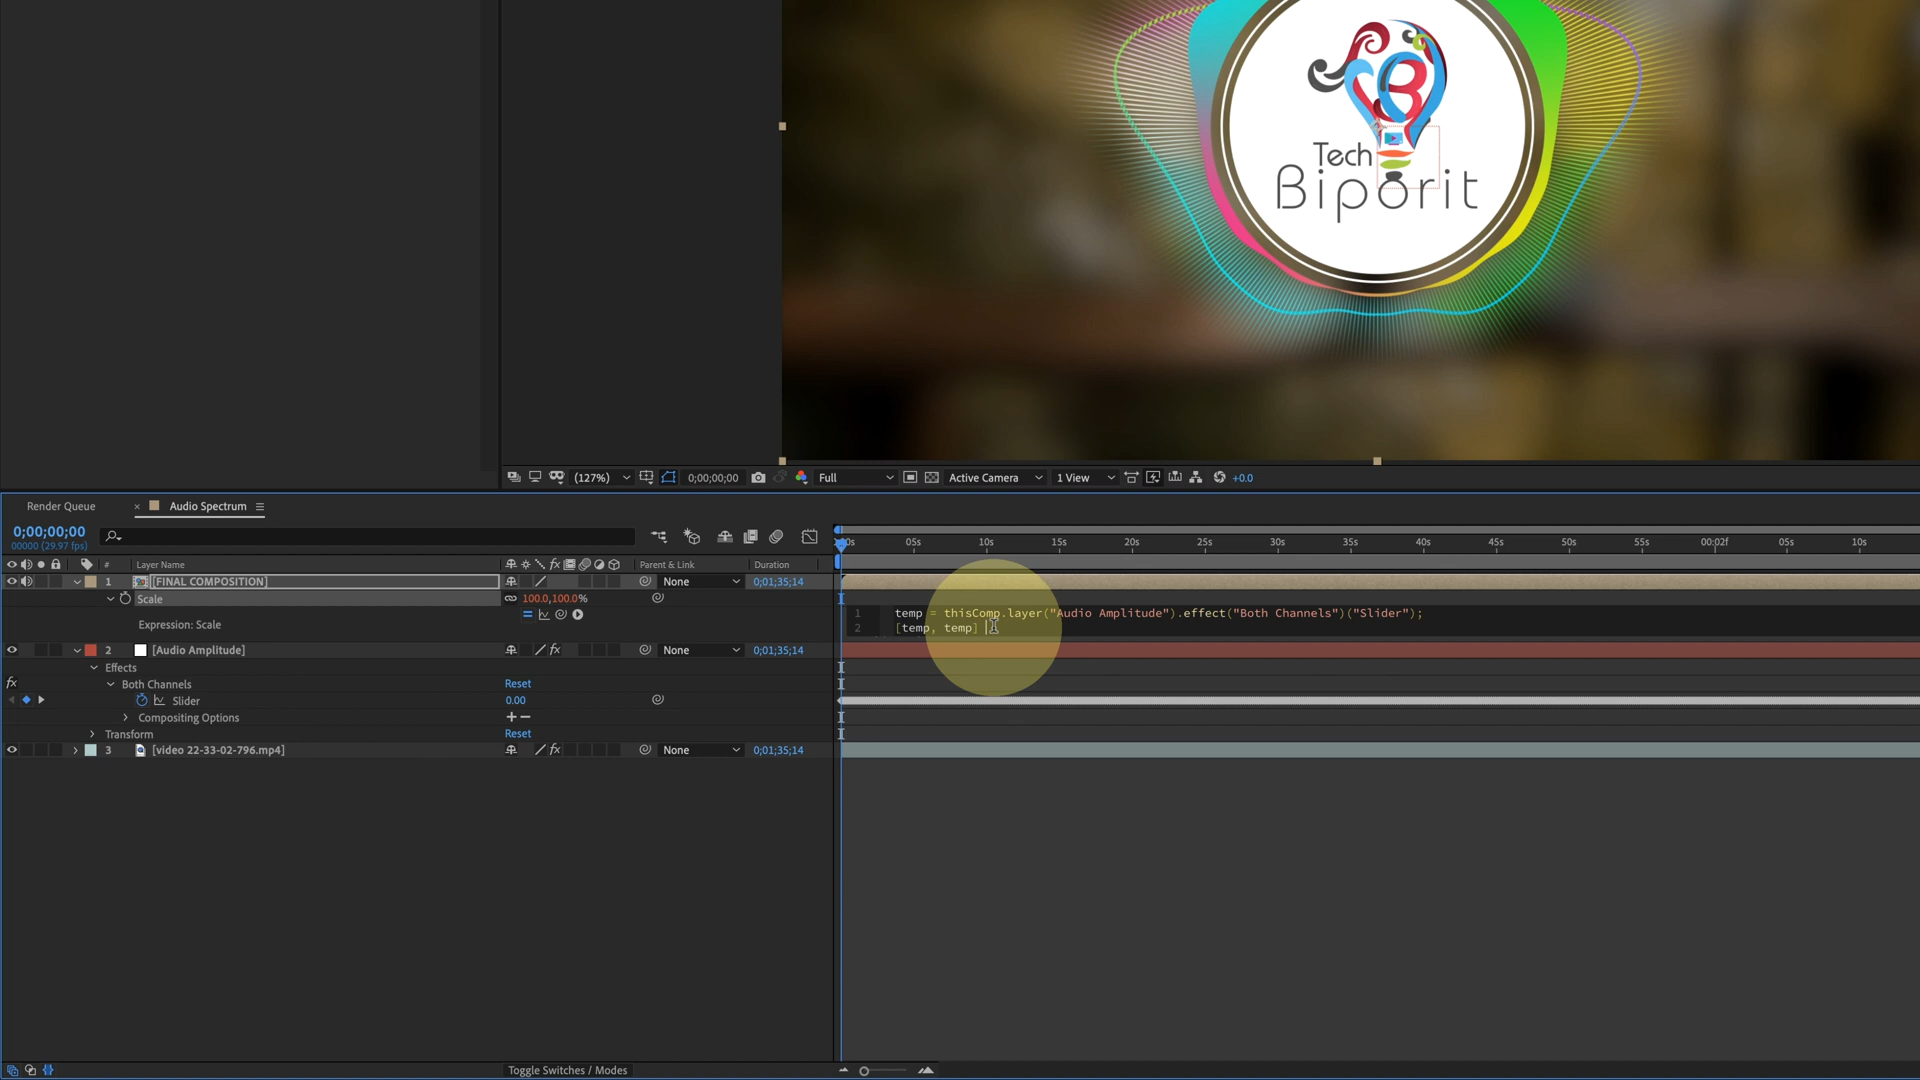 Tech
Biporit
(127%)
0;00;00;00
Full
Active Camera
1 View
+0.0
Render Queue
× Audio Spectrum
0;00;00;00
00000 (29.97 fps)
# Layer Name
Parent & Link
Duration
05s 10s 15s 20s 25s 30s 35s 40s 45s 50s 55s 00:02f 05s 10s
1 [FINAL COMPOSITION] None 0;01;35;14
Scale 100.0,100.0%
Expression: Scale
1 temp = thisComp.layer("Audio Amplitude").effect("Both Channels")("Slider");
2 [temp, temp]
2 [Audio Amplitude] None 0;01;35;14
Effects
fx Both Channels Reset
Slider 0.00
Compositing Options + −
Transform Reset
3 [video 22-33-02-796.mp4] None 0;01;35;14
Toggle Switches / Modes